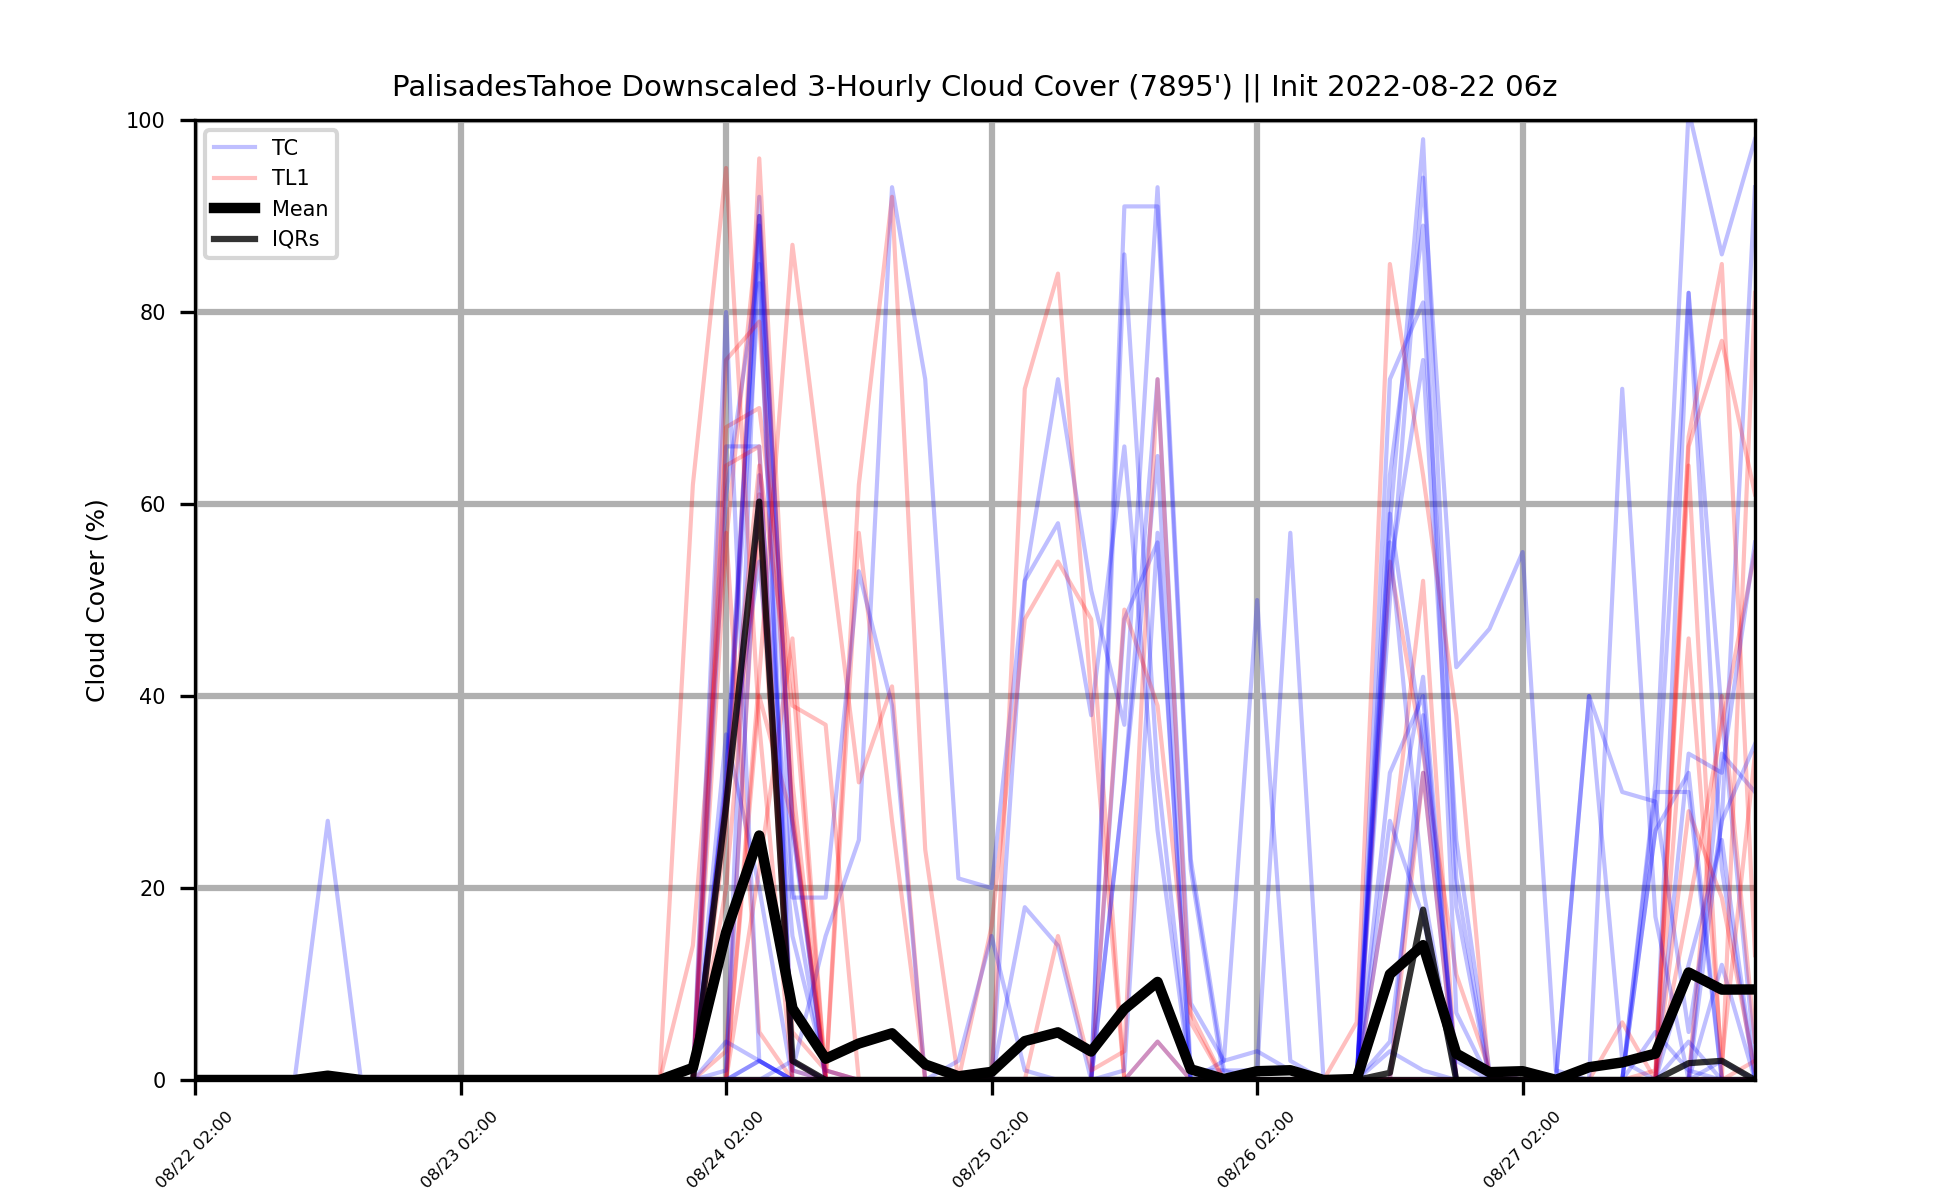 PalisadesTahoe Downscaled 3-Hourly Cloud Cover (7895') || Init 2022-08-22 06z
100
TC
TL1
Mean
IQRs
80
60
Cloud Cover (%)
40
20
0
08/22 02:00
08/23 02:00
08/24 02:00
08/25 02:00
08/26 02:00
08/27 02:00